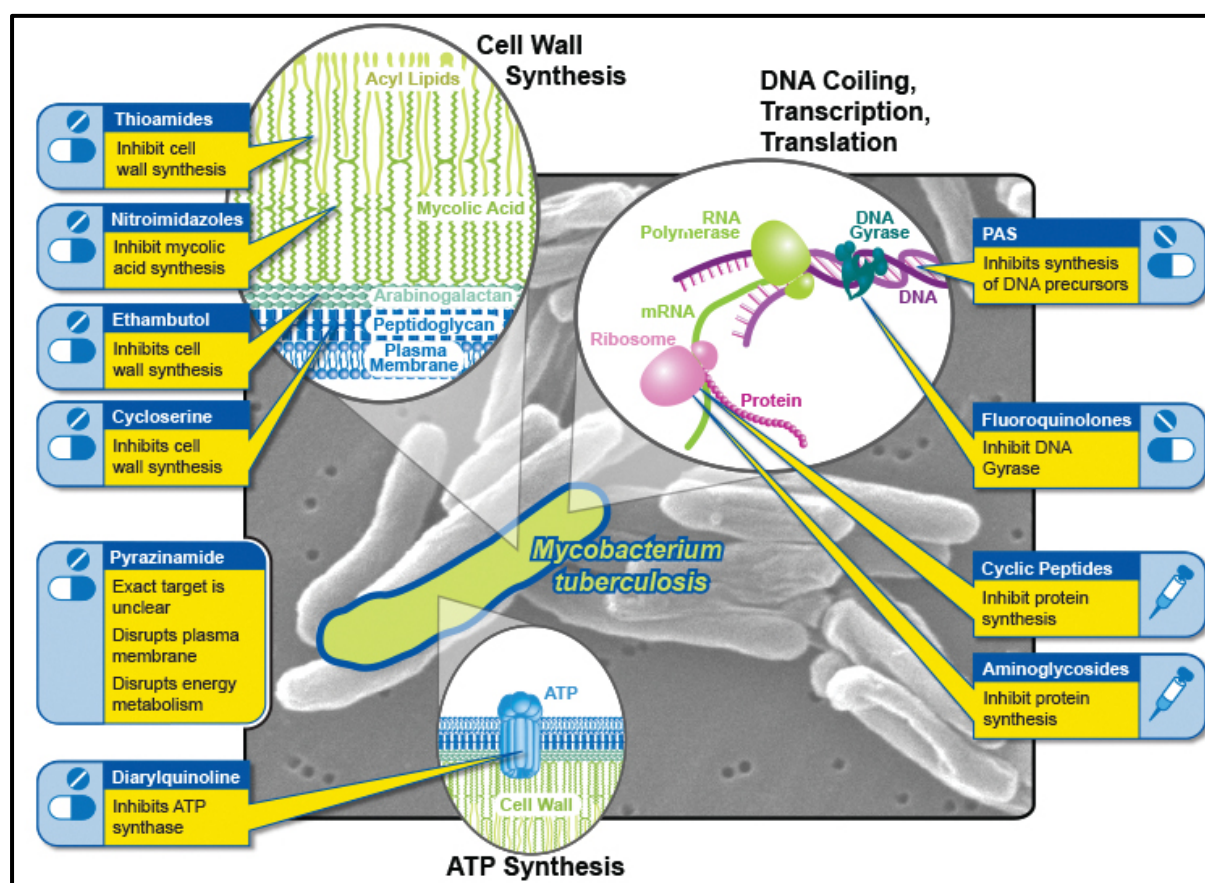 Cell Wall
Synthesis
Acyl Lipids
Mycolic Acid
Arabinogalactan
Peptidoglycan
Plasma
Membrane
Thioamides
Inhibit cell
wall synthesis
Nitroimidazoles
Inhibit mycolic
acid synthesis
Ethambutol
Inhibits cell
wall synthesis
Cycloserine
Inhibits cell
wall synthesis
Pyrazinamide
Exact target is
unclear
Disrupts plasma
membrane
Disrupts energy
metabolism
Diarylquinoline
Inhibits ATP
synthase
DNA Coiling,
Transcription,
Translation
RNA
Polymerase
DNA
Gyrase
DNA
mRNA
Ribosome
Protein
PAS
Inhibits synthesis
of DNA precursors
Fluoroquinolones
Inhibit DNA
Gyrase
Cyclic Peptides
Inhibit protein
synthesis
Aminoglycosides
Inhibit protein
synthesis
Mycobacterium
tuberculosis
ATP
Cell Wall
ATP Synthesis